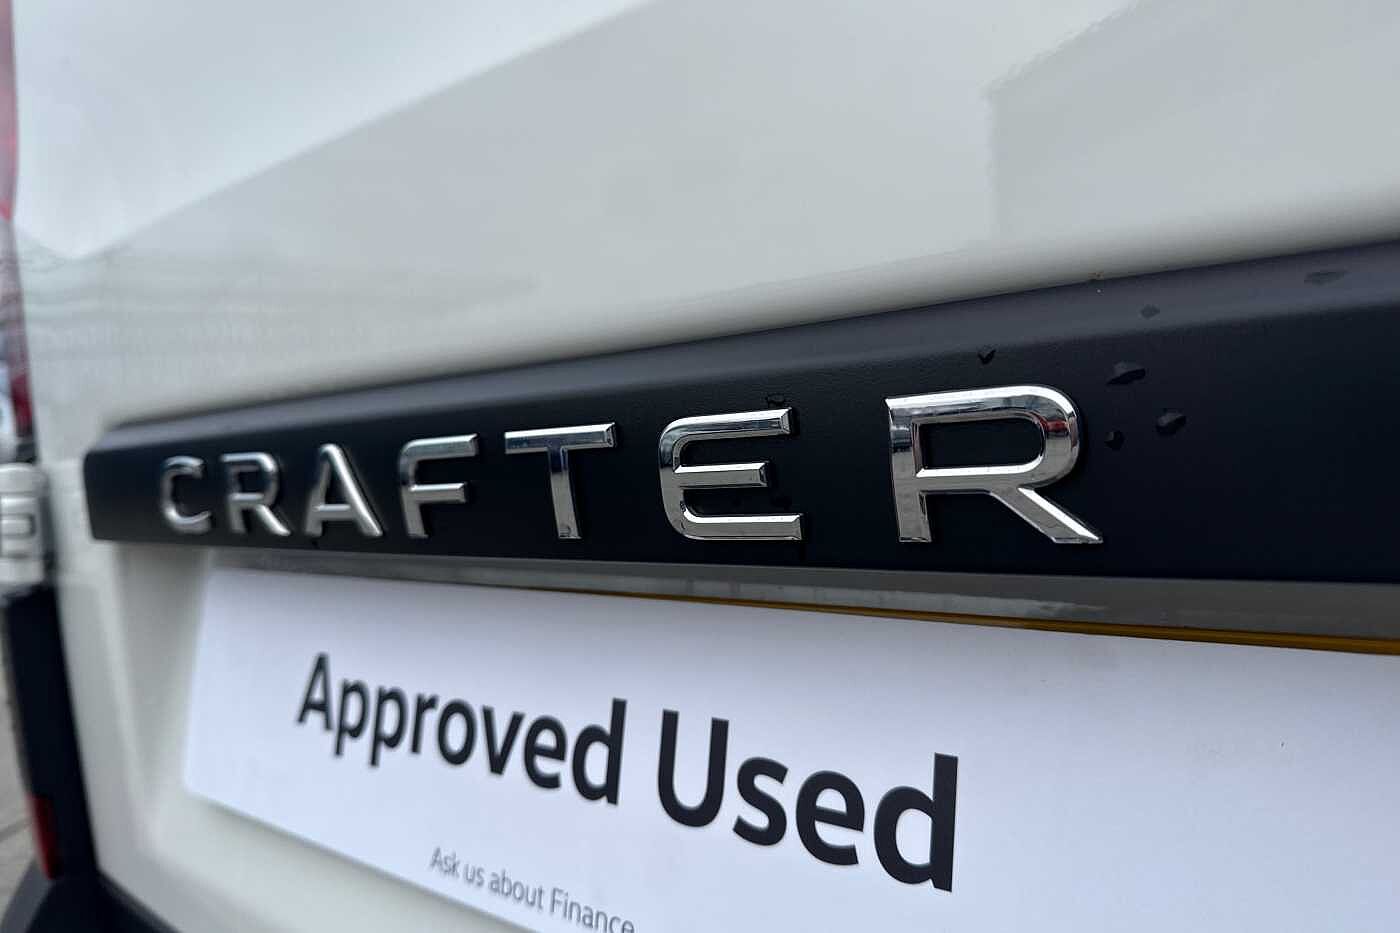 CRAFTER
Approved Used
Ask us about Finance